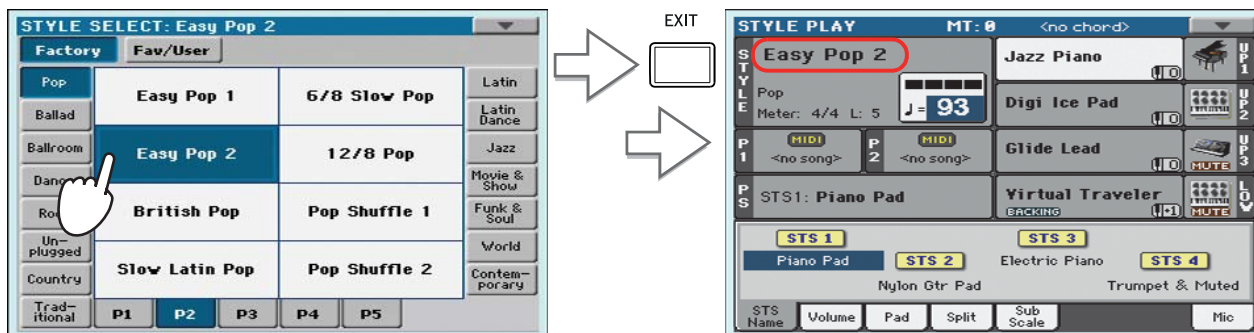 STYLE SELECT: Easy Pop 2
Factory Fav/User
Pop
Ballad
Ballroom
Rock
Un-
plugged
Country
Trad-
itional
Easy Pop 1 6/8 Slow Pop
Easy Pop 2 12/8 Pop
British Pop Pop Shuffle 1
Slow Latin Pop Pop Shuffle 2
Latin
Latin
Dance
Jazz
Movie &
Show
Funk &
Soul
World
Contem-
porary
P1 P2 P3 P4 P5
EXIT
STYLE PLAY MT: 0 <no chord>
STYLE
Easy Pop 2
Pop
Meter: 4/4 L: 5
♩= 93
P1 MIDI P2 MIDI
<no song> <no song>
PS STS1: Piano Pad
Jazz Piano 0 UP1
Digi Ice Pad 0 UP2
Glide Lead 0 MUTE UP3
Virtual Traveler
BACKING +1 MUTE LOW
STS 1 STS 3
Piano Pad STS 2 Electric Piano STS 4
Nylon Gtr Pad Trumpet & Muted
STS
Name Volume Pad Split Sub
Scale Mic